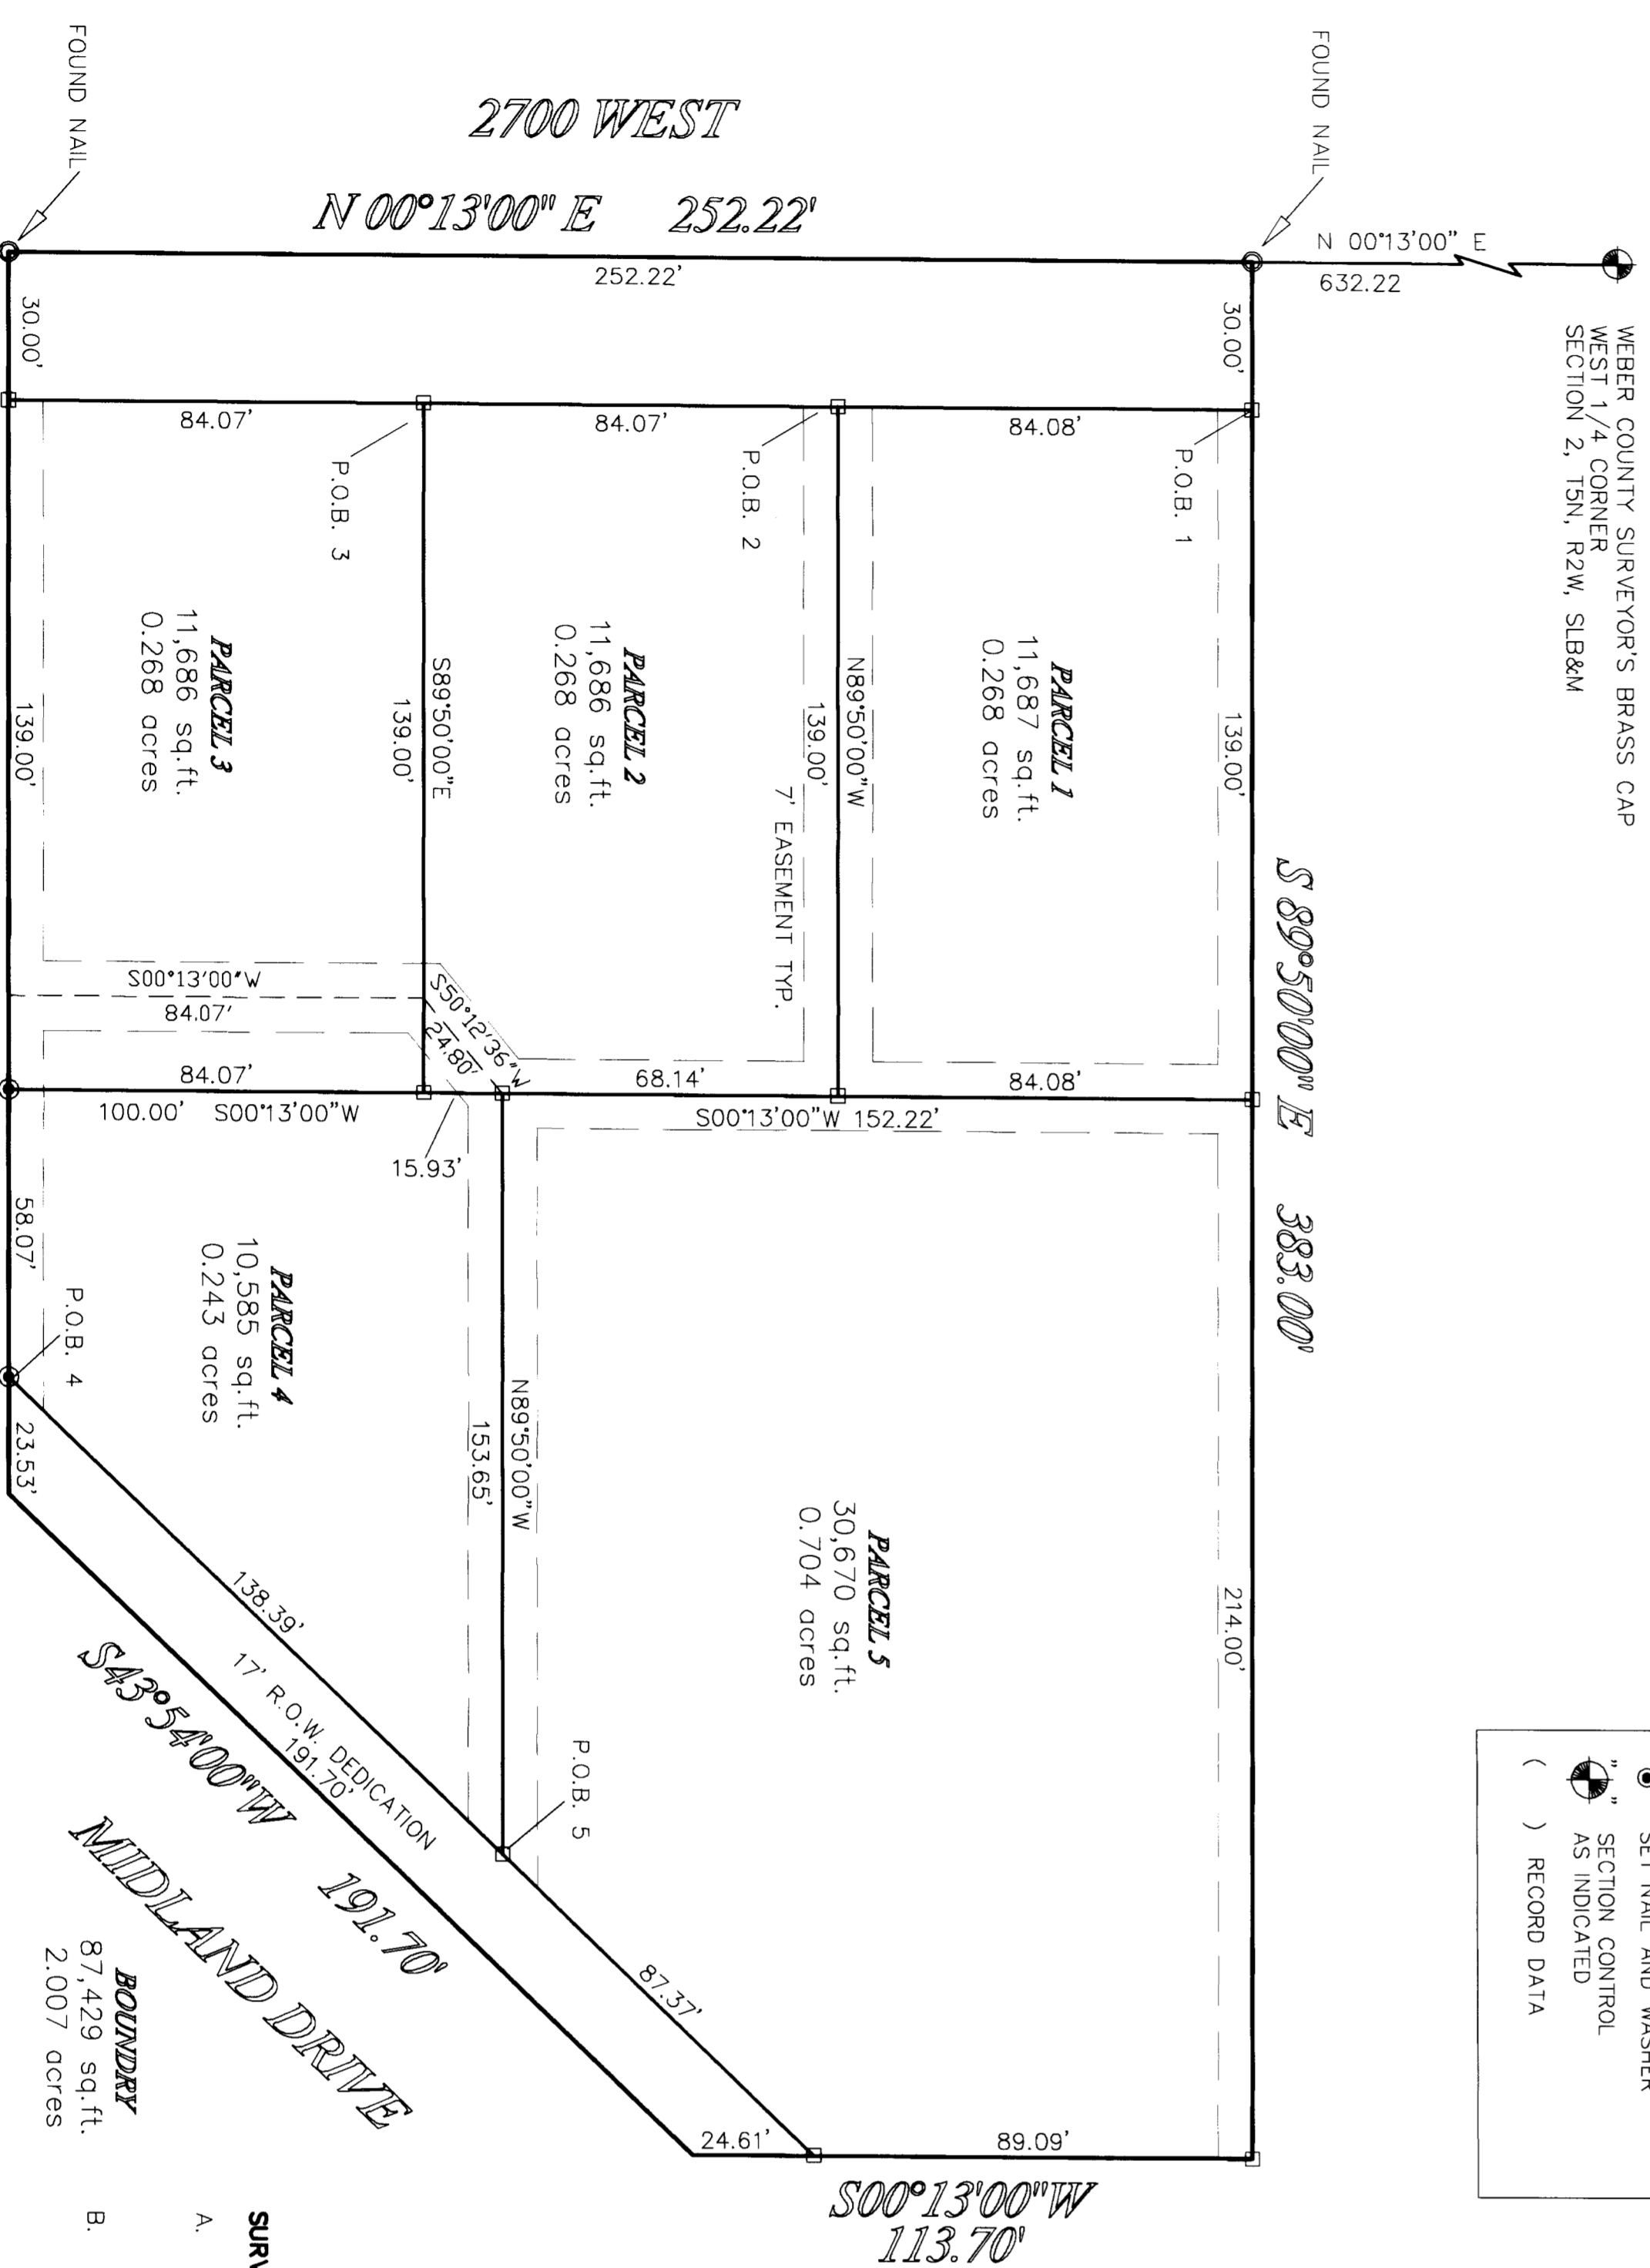 WEBER COUNTY SURVEYOR'S BRASS CAP
WEST 1/4 CORNER
SECTION 2, T5N, R2W, SLB&M
N 00°13'00" E
632.22
FOUND NAIL
FOUND NAIL
2700 WEST
N 00°13'00" E 252.22'
252.22'
S 89°50'00" E 383.00'
30.00'
139.00'
214.00'
P.O.B. 1
84.08'
PARCEL 1
11,687 sq.ft.
0.268 acres
84.08'
N89°50'00"W
139.00'
7' EASEMENT TYP.
P.O.B. 2
84.07'
PARCEL 2
11,686 sq.ft.
0.268 acres
68.14'
S00°13'00"W 152.22'
S50°12'36"W
24.80'
S89°50'00"E
139.00'
P.O.B. 3
84.07'
PARCEL 3
11,686 sq.ft.
0.268 acres
S00°13'00"W
84.07'
84.07'
100.00' S00°13'00"W
15.93'
30.00'
139.00'
58.07'
23.53'
PARCEL 4
10,585 sq.ft.
0.243 acres
P.O.B. 4
N89°50'00"W
153.65'
PARCEL 5
30,670 sq.ft.
0.704 acres
P.O.B. 5
138.39'
87.37'
17' R.O.W. DEDICATION
191.70'
S43°54'00"W 191.70'
MIDLAND DRIVE
24.61'
89.09'
S00°13'00"W
113.70'
BOUNDRY
87,429 sq.ft.
2.007 acres
SET NAIL AND WASHER
" "
SECTION CONTROL
AS INDICATED
( ) RECORD DATA
A.
B.